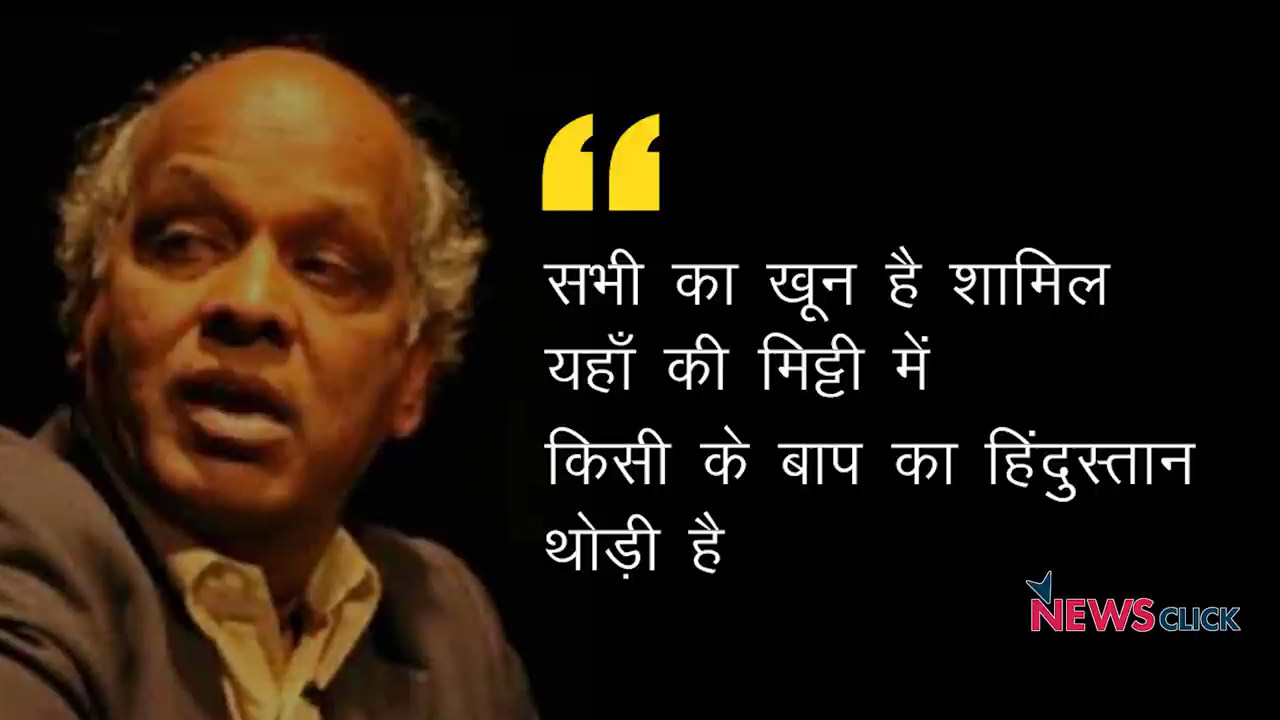 सभी का खून है शामिल
यहाँ की मिट्टी में
किसी के बाप का हिंदुस्तान
थोड़ी है
NEWSCLICK